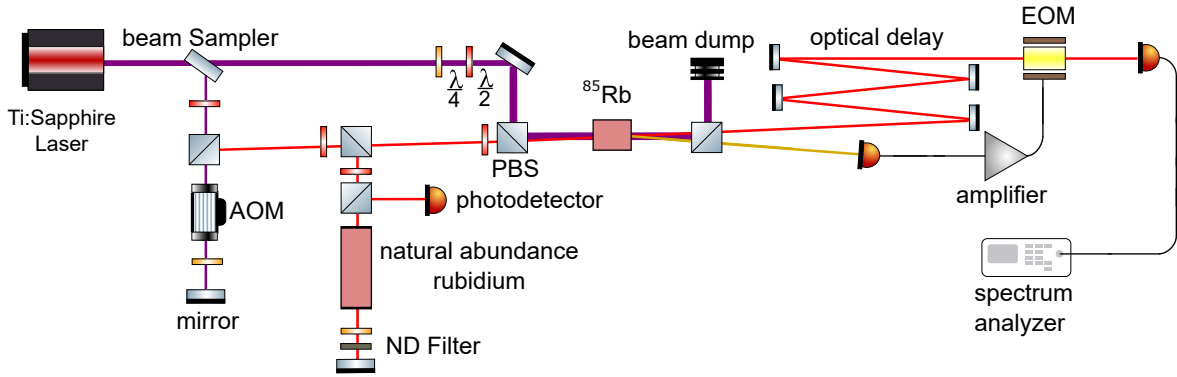 EOM
beam Sampler
beam dump
optical delay
λ/4
λ/2
⁸⁵Rb
Ti:Sapphire
Laser
PBS
AOM
photodetector
amplifier
natural abundance
rubidium
mirror
spectrum
analyzer
ND Filter